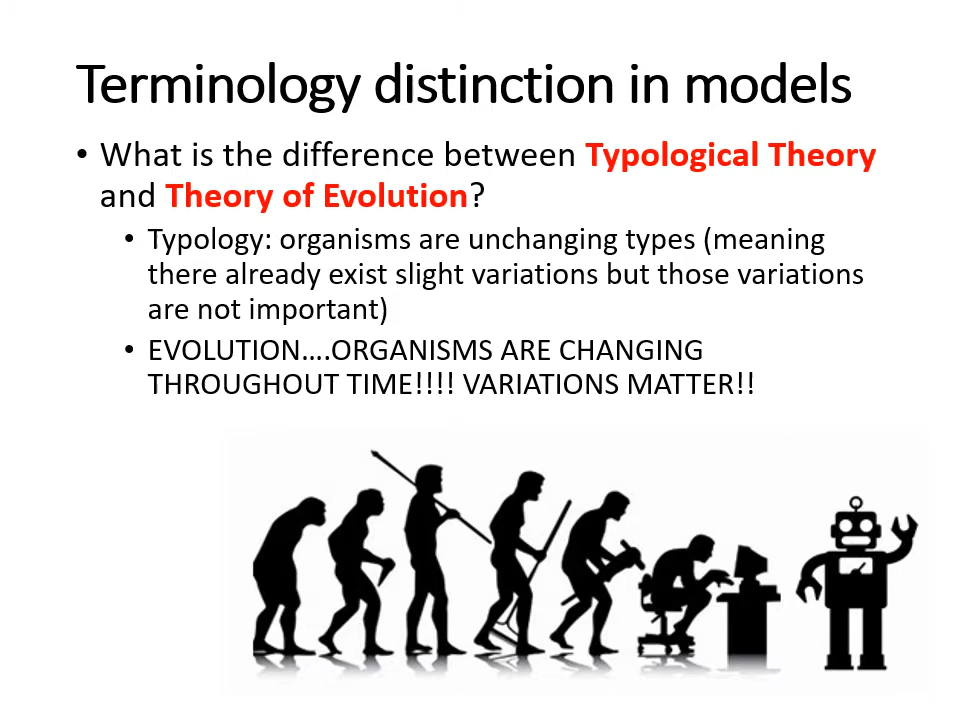 Terminology distinction in models
• What is the difference between Typological Theory
and Theory of Evolution?
• Typology: organisms are unchanging types (meaning
there already exist slight variations but those variations
are not important)
• EVOLUTION….ORGANISMS ARE CHANGING
THROUGHOUT TIME!!!! VARIATIONS MATTER!!